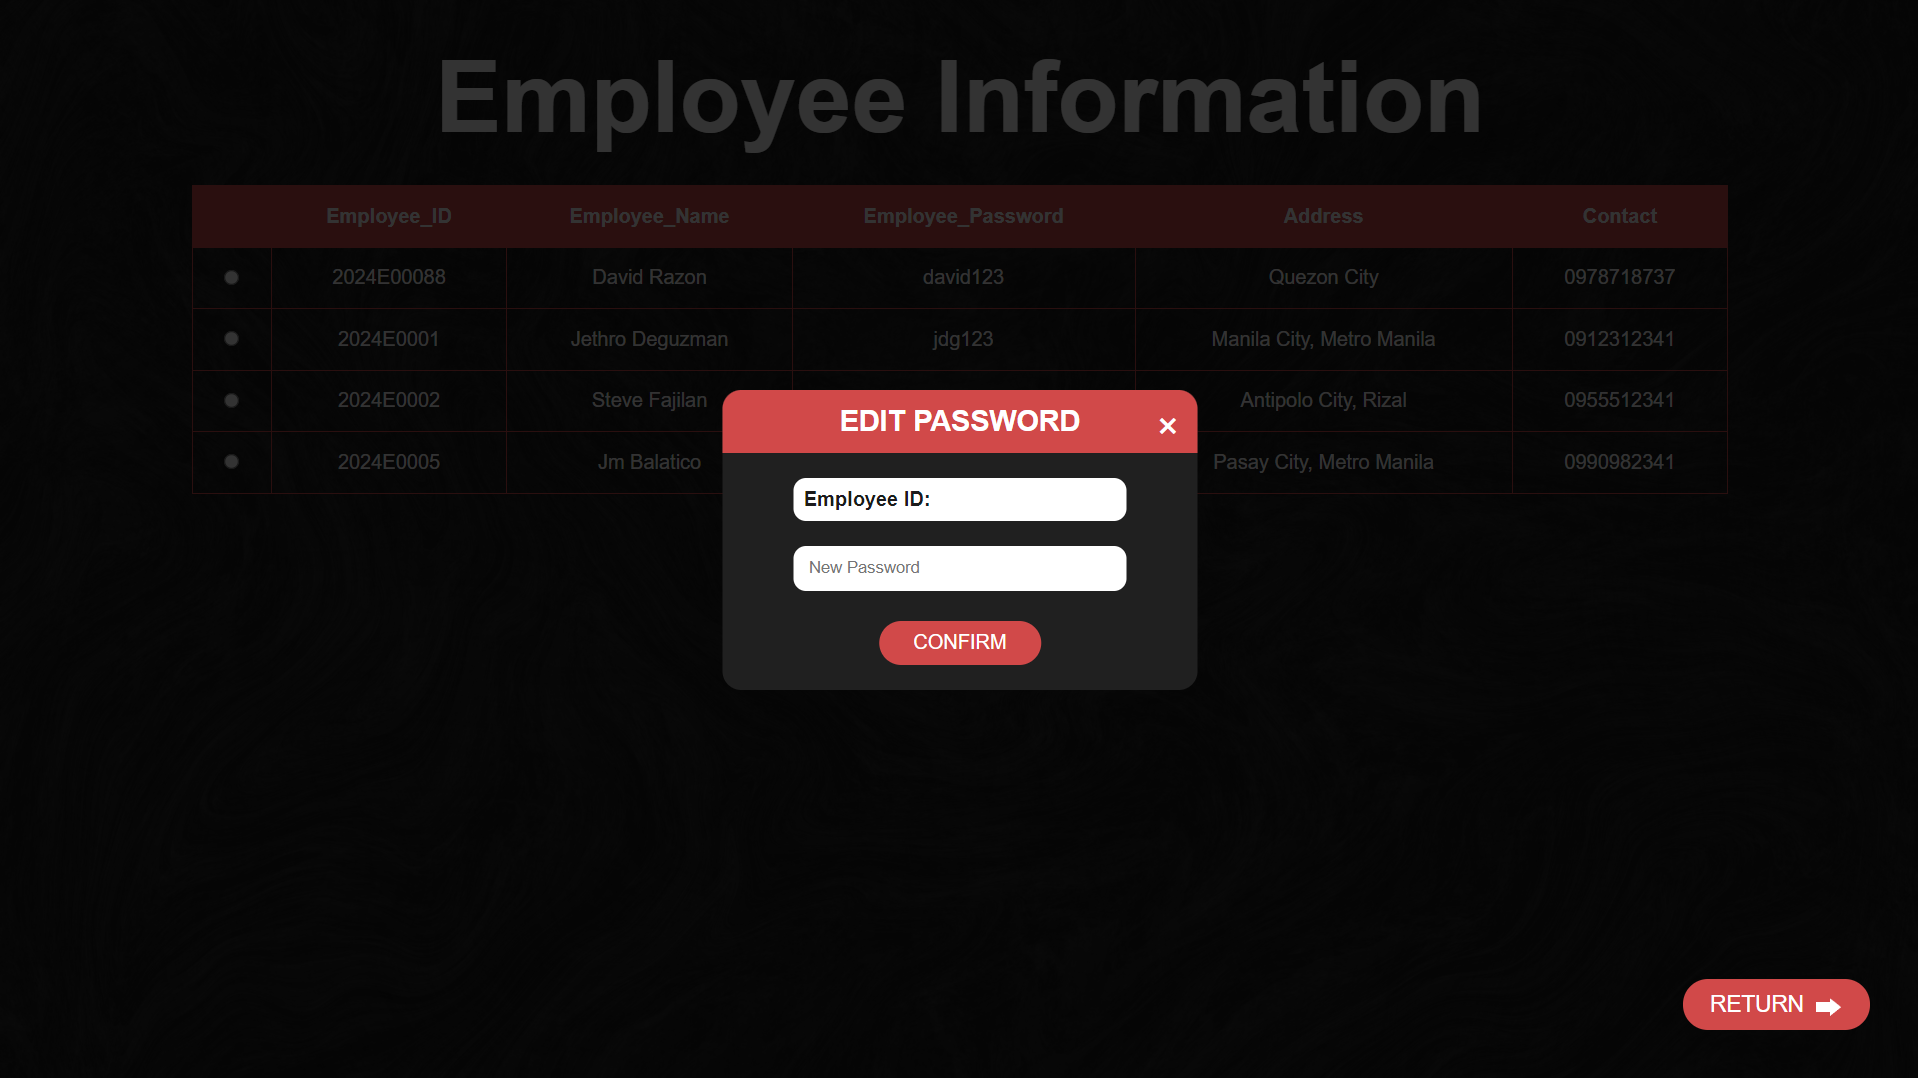 Employee Information
Employee_ID Employee_Name Employee_Password Address Contact
2024E00088 David Razon david123 Quezon City 0978718737
2024E0001 Jethro Deguzman jdg123 Manila City, Metro Manila 0912312341
2024E0002 Steve Fajilan Antipolo City, Rizal 0955512341
2024E0005 Jm Balatico Pasay City, Metro Manila 0990982341
EDIT PASSWORD ×
Employee ID:
New Password
CONFIRM
RETURN